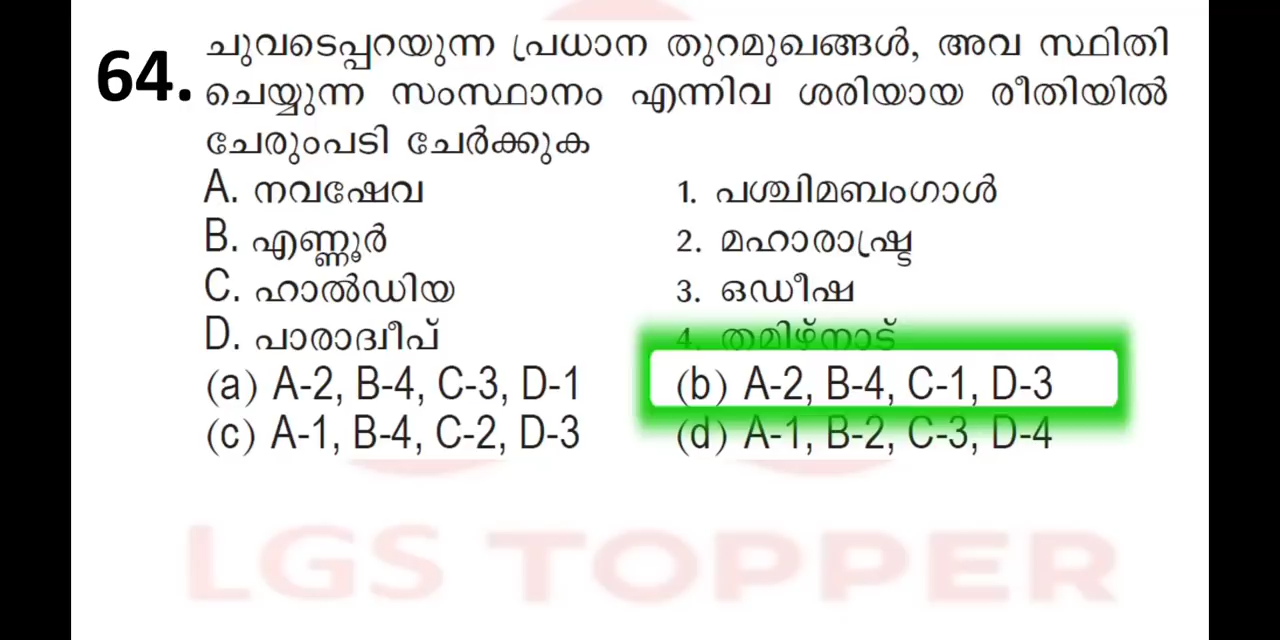 64. ചുവടെപ്പറയുന്ന പ്രധാന തുറമുഖങ്ങൾ, അവ സ്ഥിതി
ചെയ്യുന്ന സംസ്ഥാനം എന്നിവ ശരിയായ രീതിയിൽ
ചേരുംപടി ചേർക്കുക
A. നവഷേവ 1. പശ്ചിമബംഗാൾ
B. എണ്ണൂർ 2. മഹാരാഷ്ട്ര
C. ഹാൽഡിയ 3. ഒഡീഷ
D. പാരാദ്വീപ് 4. തമിഴ്നാട്
(a) A-2, B-4, C-3, D-1 (b) A-2, B-4, C-1, D-3
(c) A-1, B-4, C-2, D-3 (d) A-1, B-2, C-3, D-4
LGS TOPPER